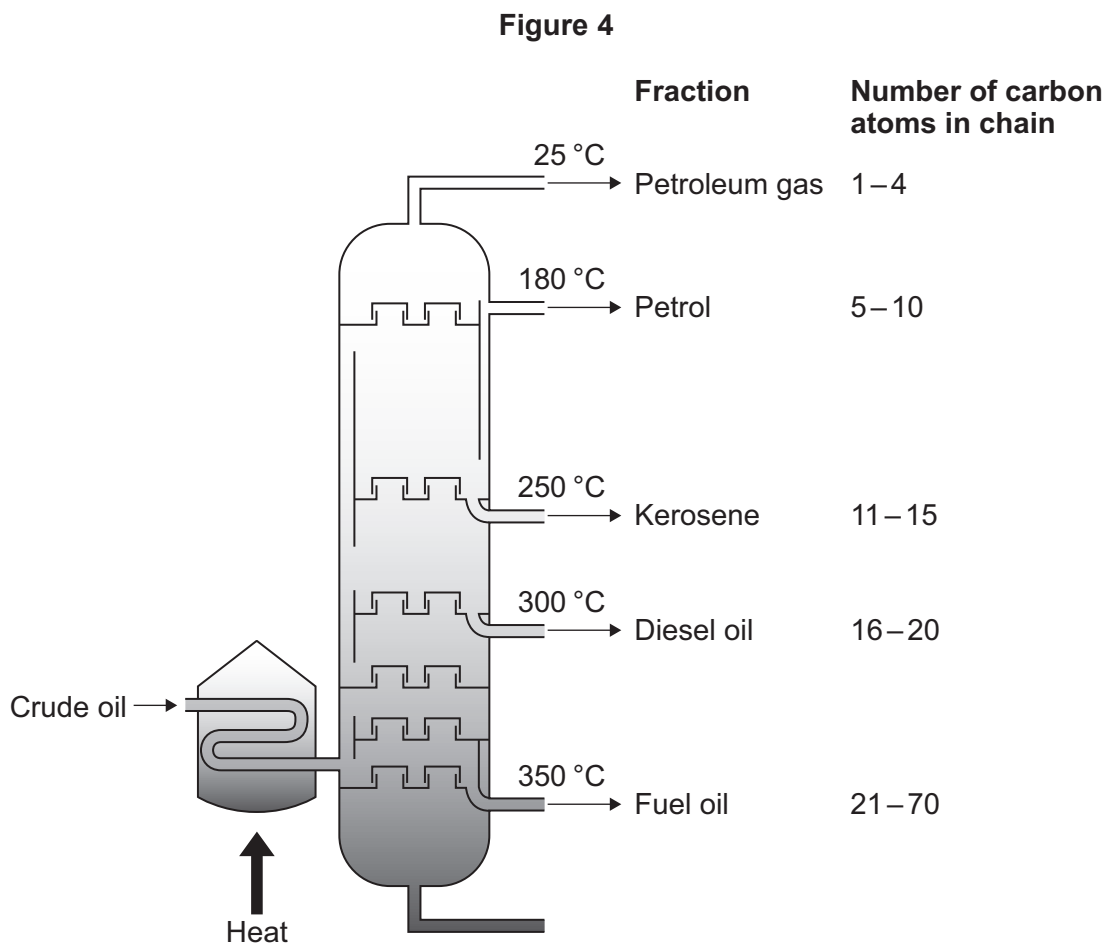 Figure 4
Fraction
Number of carbon
atoms in chain
25 °C
Petroleum gas
1–4
180 °C
Petrol
5–10
250 °C
Kerosene
11–15
300 °C
Diesel oil
16–20
Crude oil
350 °C
Fuel oil
21–70
Heat